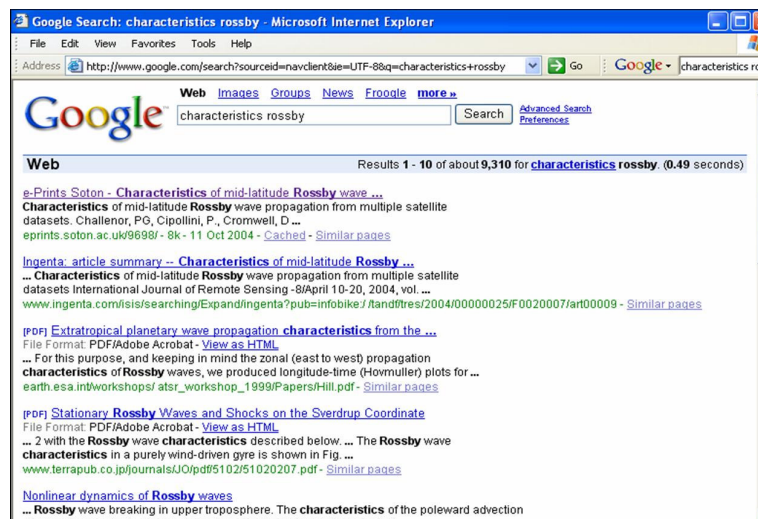 Google Search: characteristics rossby - Microsoft Internet Explorer
File Edit View Favorites Tools Help
Address http://www.google.com/search?sourceid=navclient&ie=UTF-8&q=characteristics+rossby Go Google characteristics ro
Web Images Groups News Froogle more »
Google
characteristics rossby Search Advanced Search
Preferences
Web Results 1 - 10 of about 9,310 for characteristics rossby. (0.49 seconds)
e-Prints Soton - Characteristics of mid-latitude Rossby wave ...
Characteristics of mid-latitude Rossby wave propagation from multiple satellite
datasets. Challenor, PG, Cipollini, P., Cromwell, D ...
eprints.soton.ac.uk/9698/ - 8k - 11 Oct 2004 - Cached - Similar pages
Ingenta: article summary -- Characteristics of mid-latitude Rossby ...
... Characteristics of mid-latitude Rossby wave propagation from multiple satellite
datasets International Journal of Remote Sensing -8/April 10-20, 2004, vol. ...
www.ingenta.com/isis/searching/Expand/ingenta?pub=infobike:/ /tandf/tres/2004/00000025/F0020007/art00009 - Similar pages
[PDF] Extratropical planetary wave propagation characteristics from the ...
File Format: PDF/Adobe Acrobat - View as HTML
... For this purpose, and keeping in mind the zonal (east to west) propagation
characteristics of Rossby waves, we produced longitude-time (Hovmuller) plots for ...
earth.esa.int/workshops/ atsr_workshop_1999/Papers/Hill.pdf - Similar pages
[PDF] Stationary Rossby Waves and Shocks on the Sverdrup Coordinate
File Format: PDF/Adobe Acrobat - View as HTML
... 2 with the Rossby wave characteristics described below. ... The Rossby wave
characteristics in a purely wind-driven gyre is shown in Fig. ...
www.terrapub.co.jp/journals/JO/pdf/5102/51020207.pdf - Similar pages
Nonlinear dynamics of Rossby waves
... Rossby wave breaking in upper troposphere. The characteristics of the poleward advection